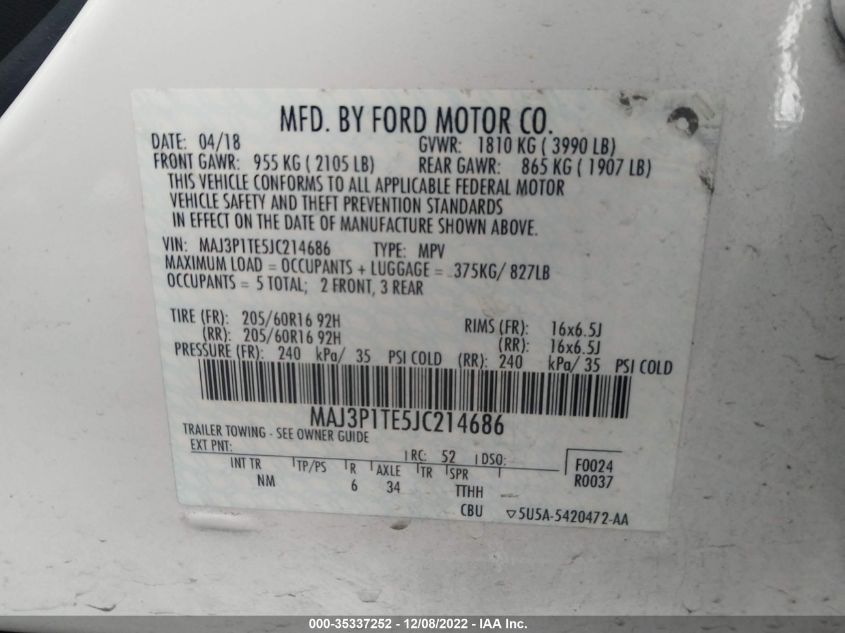 MFD. BY FORD MOTOR CO.
DATE: 04/18 GVWR: 1810 KG ( 3990 LB)
FRONT GAWR: 955 KG ( 2105 LB) REAR GAWR: 865 KG ( 1907 LB)
THIS VEHICLE CONFORMS TO ALL APPLICABLE FEDERAL MOTOR
VEHICLE SAFETY AND THEFT PREVENTION STANDARDS
IN EFFECT ON THE DATE OF MANUFACTURE SHOWN ABOVE.
VIN: MAJ3P1TE5JC214686 TYPE: MPV
MAXIMUM LOAD = OCCUPANTS + LUGGAGE = 375KG/ 827LB
OCCUPANTS = 5 TOTAL; 2 FRONT, 3 REAR
TIRE (FR): 205/60R16 92H RIMS (FR): 16x6.5J
(RR): 205/60R16 92H (RR): 16x6.5J
PRESSURE (FR): 240 kPa/ 35 PSI COLD (RR): 240 kPa/ 35 PSI COLD
MAJ3P1TE5JC214686
TRAILER TOWING - SEE OWNER GUIDE
EXT PNT: RC: 52 DSO: F0024
INT TR TP/PS R AXLE TR SPR R0037
NM 6 34 TTHH
CBU 5U5A-5420472-AA
000-35337252 - 12/08/2022 - IAA Inc.